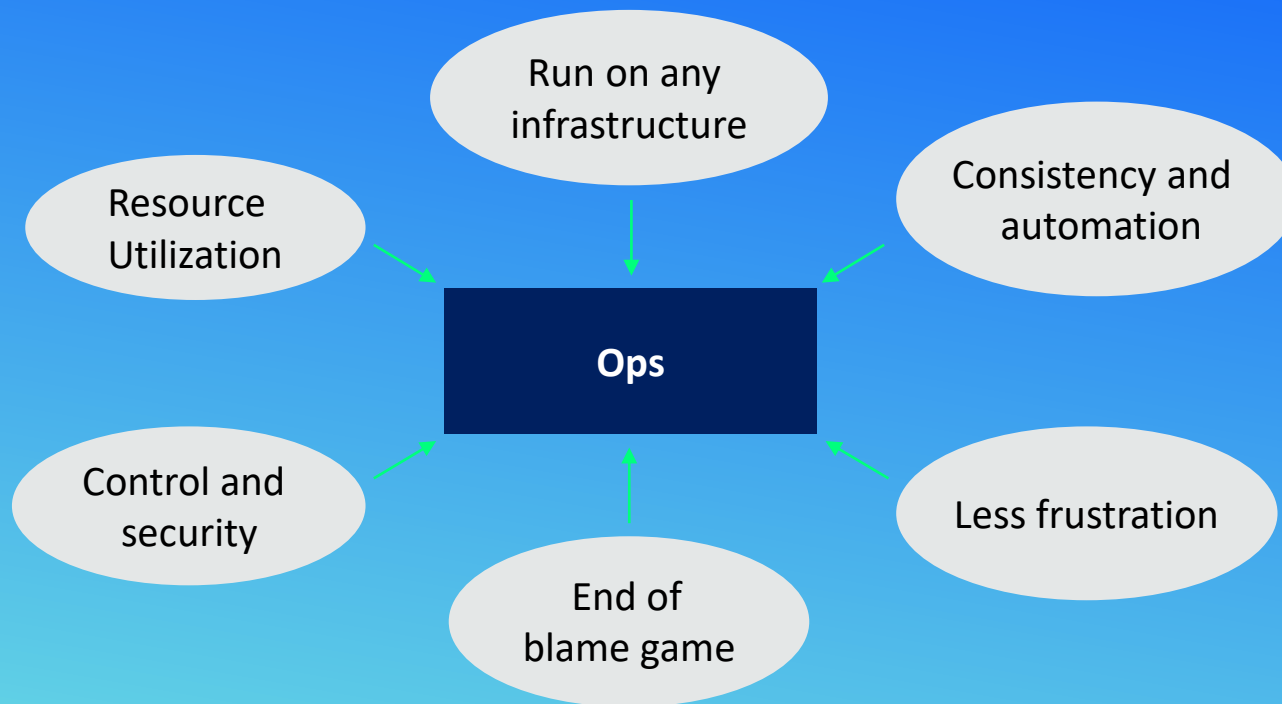 Run on any
infrastructure
Consistency and
automation
Resource
Utilization
Ops
Control and
security
Less frustration
End of
blame game